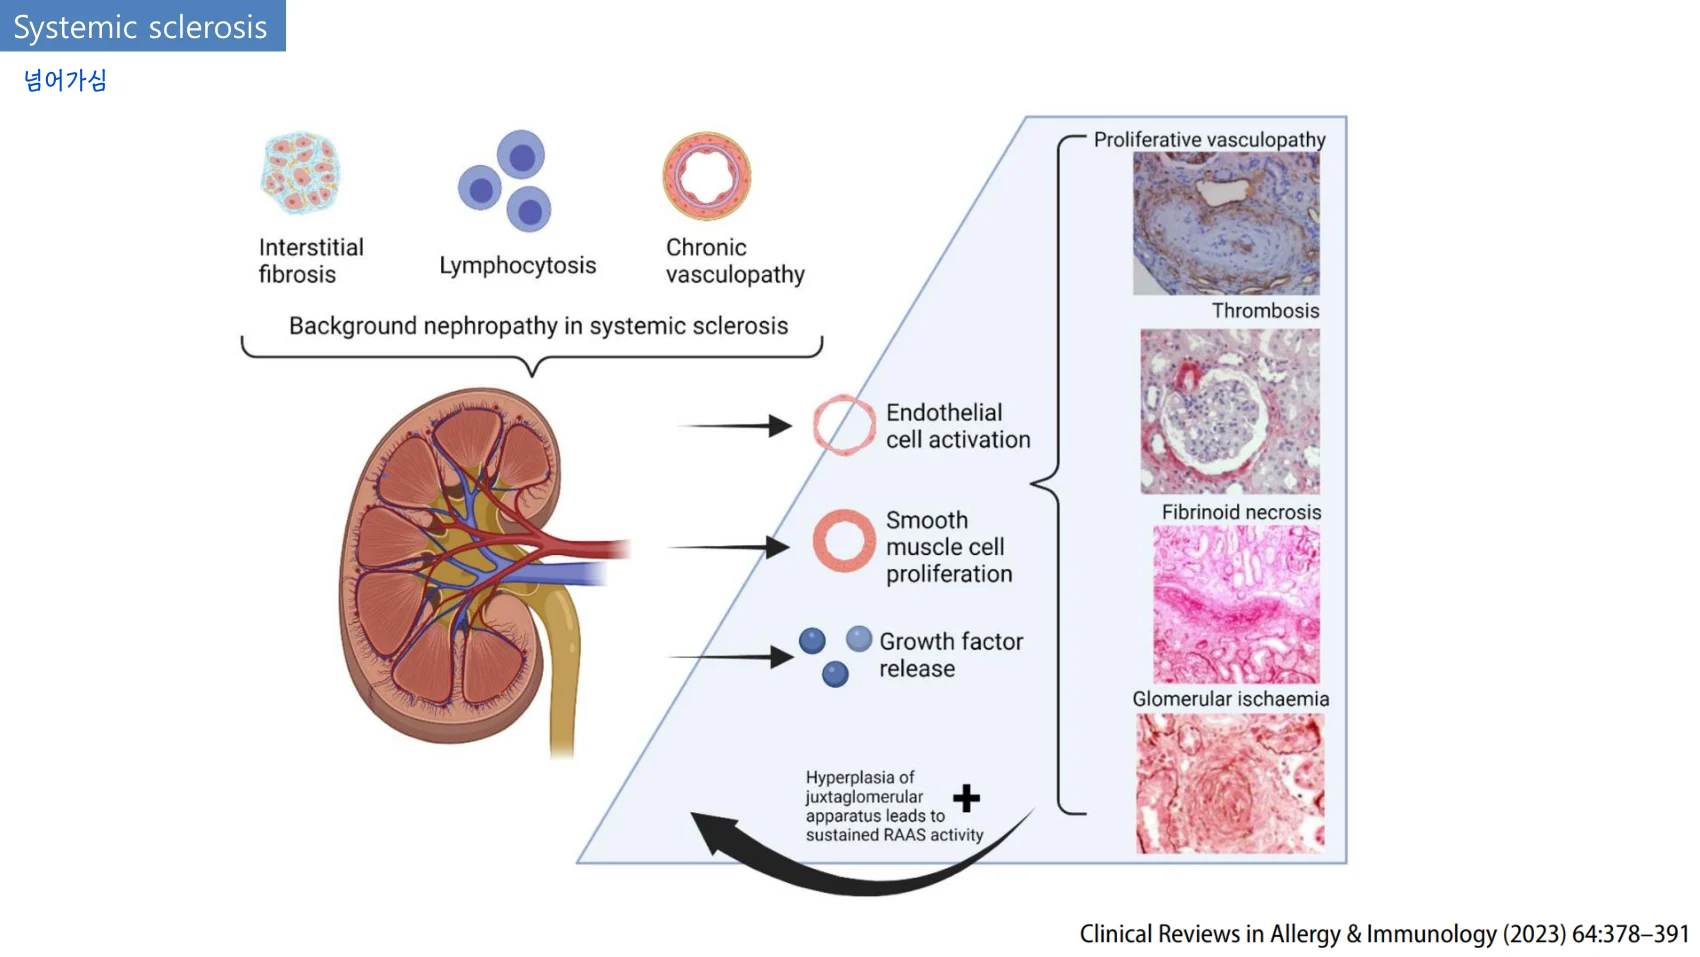 Systemic sclerosis
넘어가심
Interstitial
fibrosis
Lymphocytosis
Chronic
vasculopathy
Background nephropathy in systemic sclerosis
Endothelial
cell activation
Smooth
muscle cell
proliferation
Growth factor
release
Hyperplasia of
juxtaglomerular
apparatus leads to
sustained RAAS activity
Proliferative vasculopathy
Thrombosis
Fibrinoid necrosis
Glomerular ischaemia
Clinical Reviews in Allergy & Immunology (2023) 64:378–391